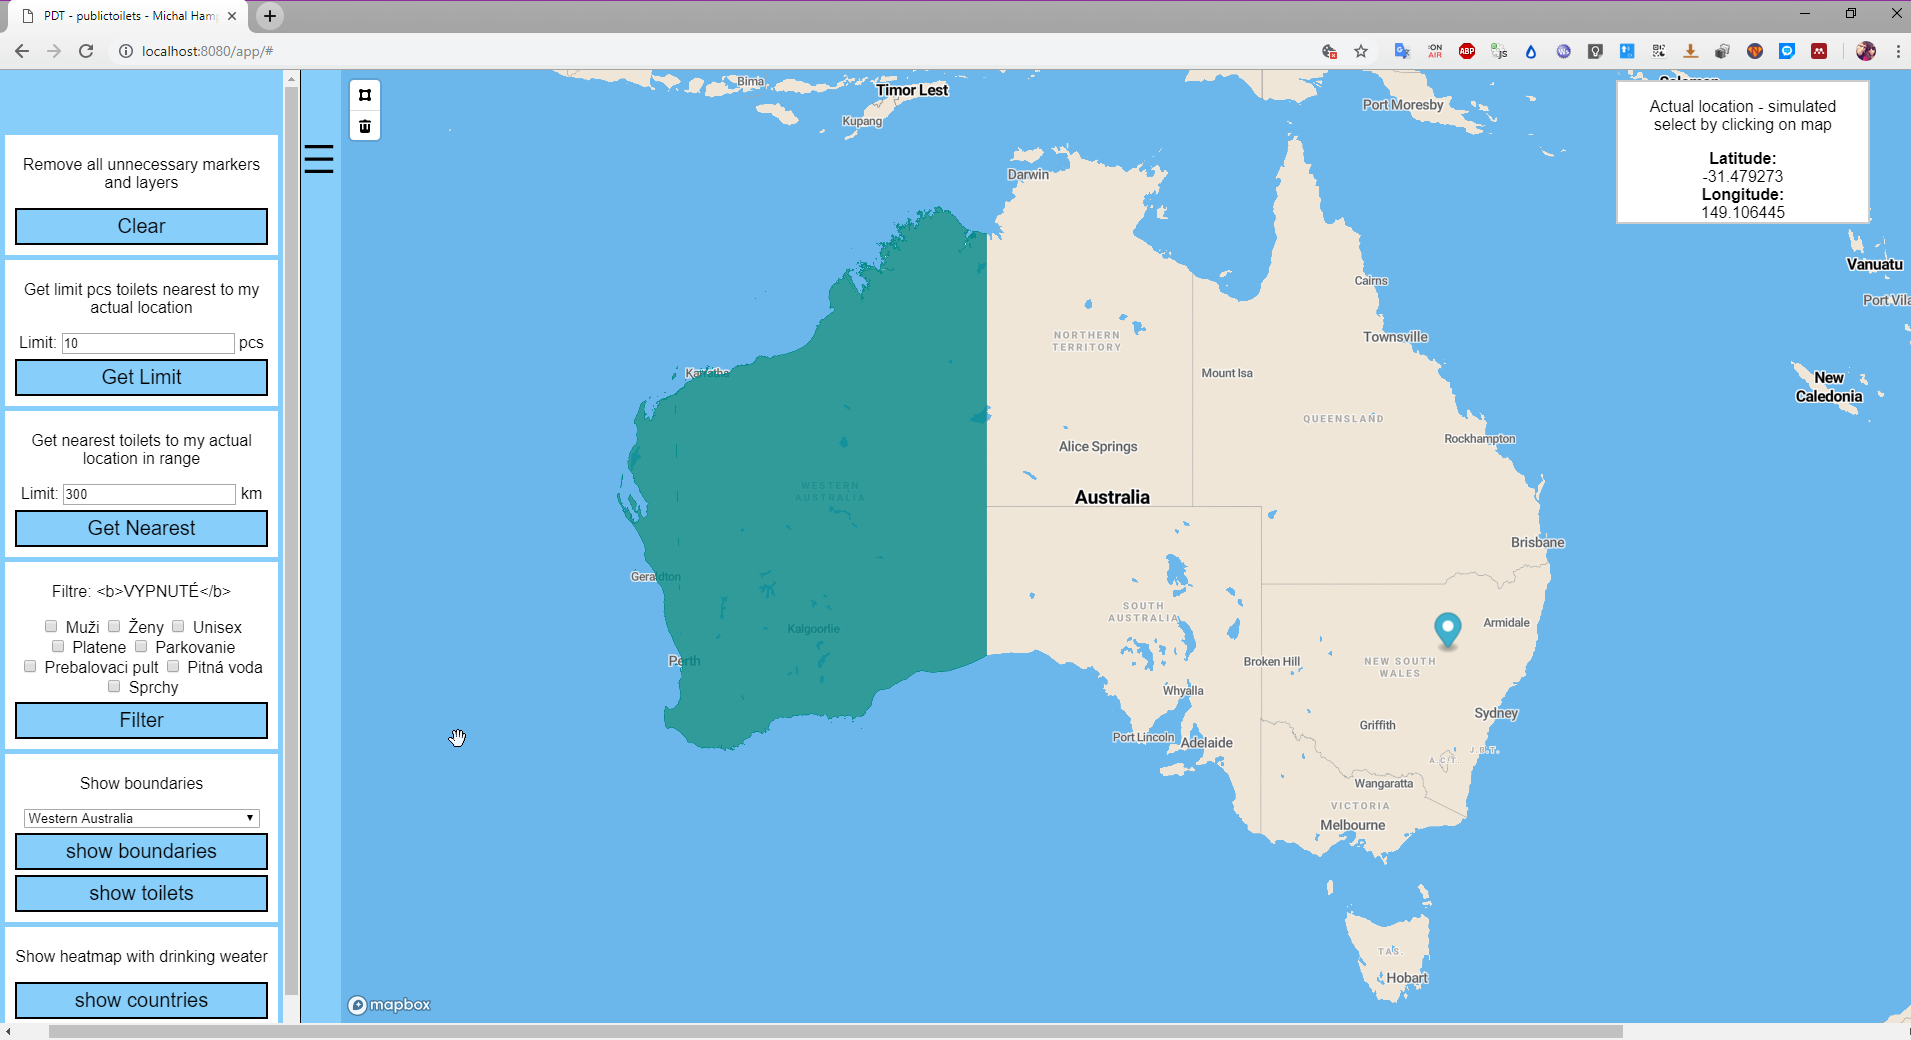 PDT - publictoilets - Michal Ham
localhost:8080/app/#
Remove all unnecessary markers
and layers
Clear
Get limit pcs toilets nearest to my
actual location
Limit: 10 pcs
Get Limit
Get nearest toilets to my actual
location in range
Limit: 300 km
Get Nearest
Filtre: <b>VYPNUTÉ</b>
Muži Ženy Unisex
Platene Parkovanie
Prebalovaci pult Pitná voda
Sprchy
Filter
Show boundaries
Western Australia
show boundaries
show toilets
Show heatmap with drinking weater
show countries
Actual location - simulated
select by clicking on map
Latitude:
-31.479273
Longitude:
149.106445
Bima
Timor Lest
Kupang
Port Moresby
Solomon
Darwin
Vanuatu
Port Vila
Cairns
NORTHERN
TERRITORY
Townsville
Karratha
Mount Isa
New
Caledonia
QUEENSLAND
Rockhampton
Alice Springs
WESTERN
AUSTRALIA
Australia
Brisbane
Geraldton
SOUTH
AUSTRALIA
Kalgoorlie
Armidale
Perth
Broken Hill
NEW SOUTH
WALES
Whyalla
Sydney
Griffith
Port Lincoln
Adelaide
J.B.T.
A.C.T.
Wangaratta
VICTORIA
Melbourne
TAS.
Hobart
mapbox
ON
AIR
ABP
JS
Ws